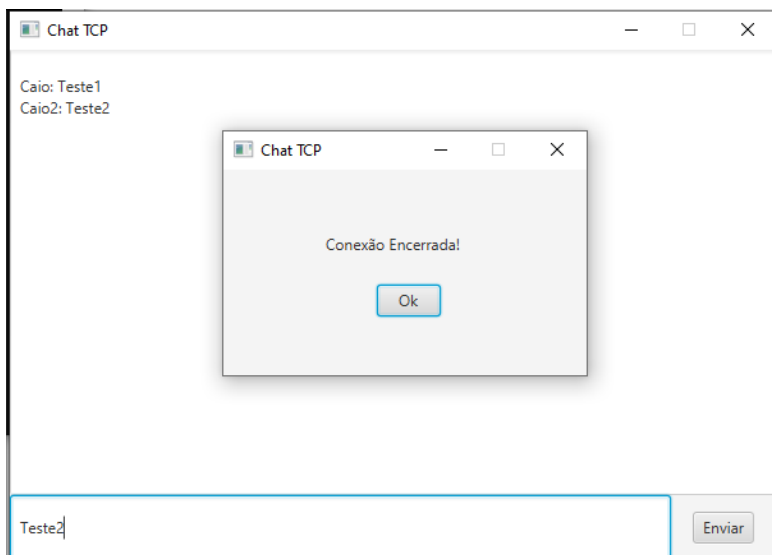 Chat TCP
Caio: Teste1
Caio2: Teste2
Chat TCP
Conexão Encerrada!
Ok
Teste2
Enviar